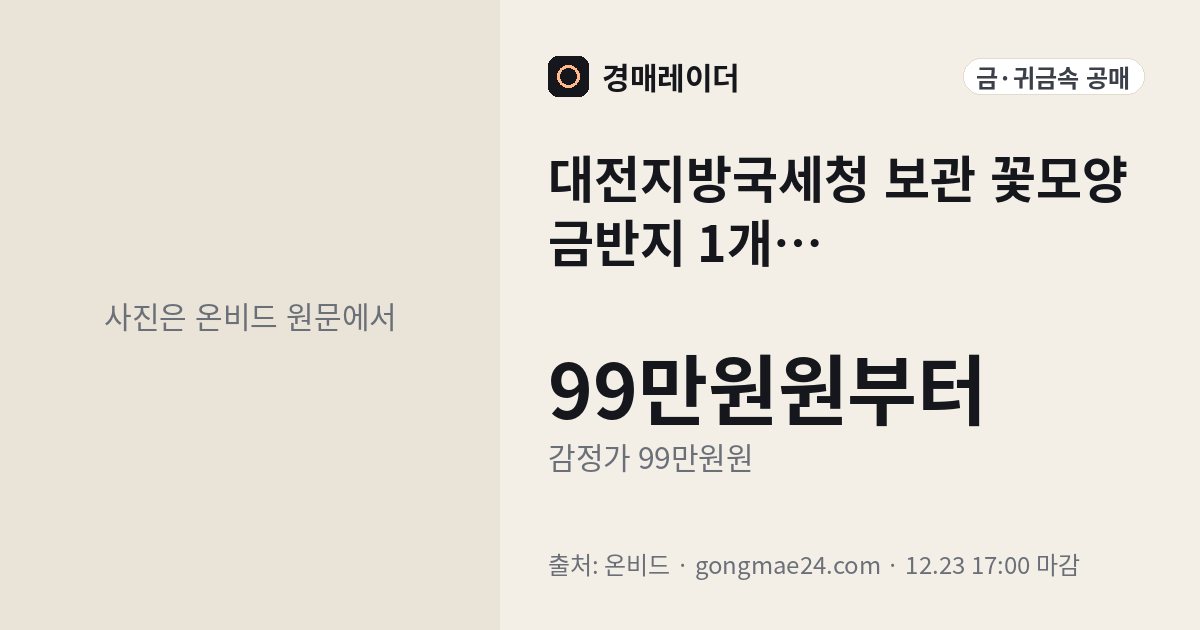 사진은 온비드 원문에서
경매레이더
금·귀금속 공매
대전지방국세청 보관 꽃모양
금반지 1개…
99만원원부터
감정가 99만원원
출처: 온비드 · gongmae24.com · 12.23 17:00 마감